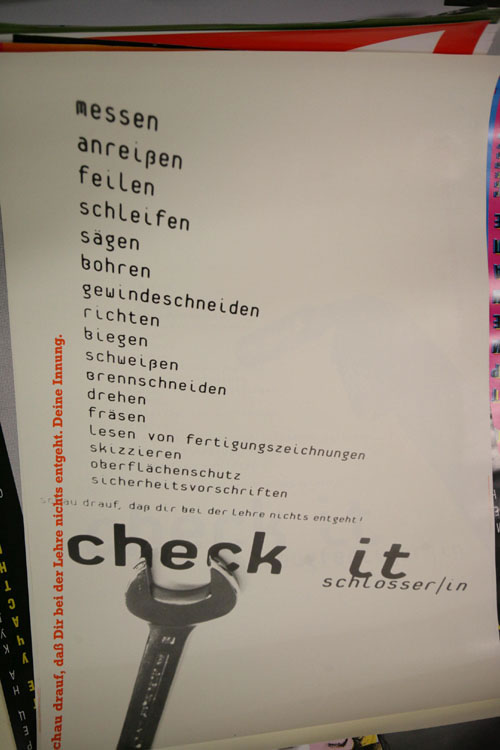 messen
anreißen
feilen
schleifen
sägen
bohren
gewindeschneiden
richten
biegen
schweißen
brennschneiden
drehen
fräsen
lesen von fertigungszeichnungen
skizzieren
oberflächenschutz
sicherheitsvorschriften
schau drauf, daß dir bei der Lehre nichts entgeht!
check it
schlosser/in
chau drauf, daß Dir bei der Lehre nichts entgeht. Deine Innung.